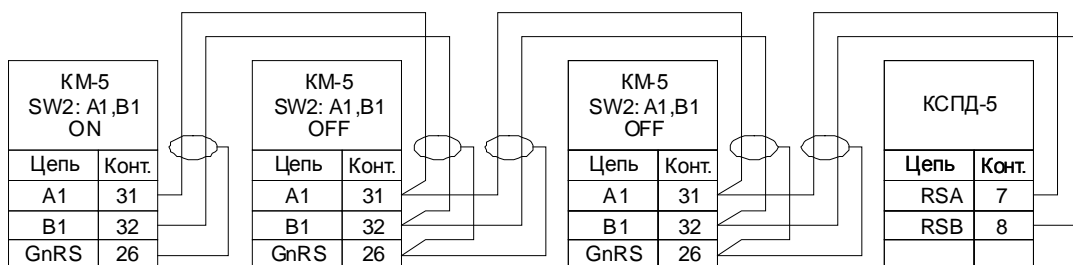 КМ-5
SW2: A1,B1
ON
Цепь Конт.
A1 31
B1 32
GnRS 26
КМ-5
SW2: A1,B1
OFF
Цепь Конт.
A1 31
B1 32
GnRS 26
КМ-5
SW2: A1,B1
OFF
Цепь Конт.
A1 31
B1 32
GnRS 26
КСПД-5
Цепь Конт.
RSA 7
RSB 8